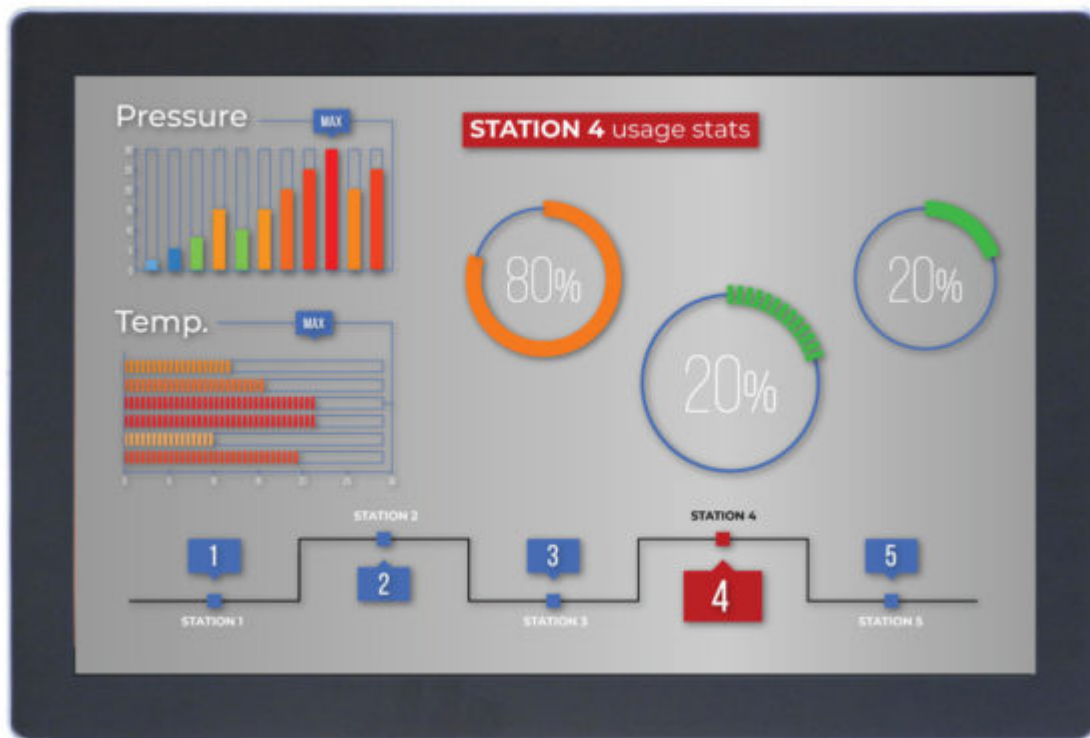 Pressure
MAX
STATION 4 usage stats
80%
20%
20%
Temp.
MAX
STATION 2
STATION 4
1
2
3
4
5
STATION 1
STATION 3
STATION 5